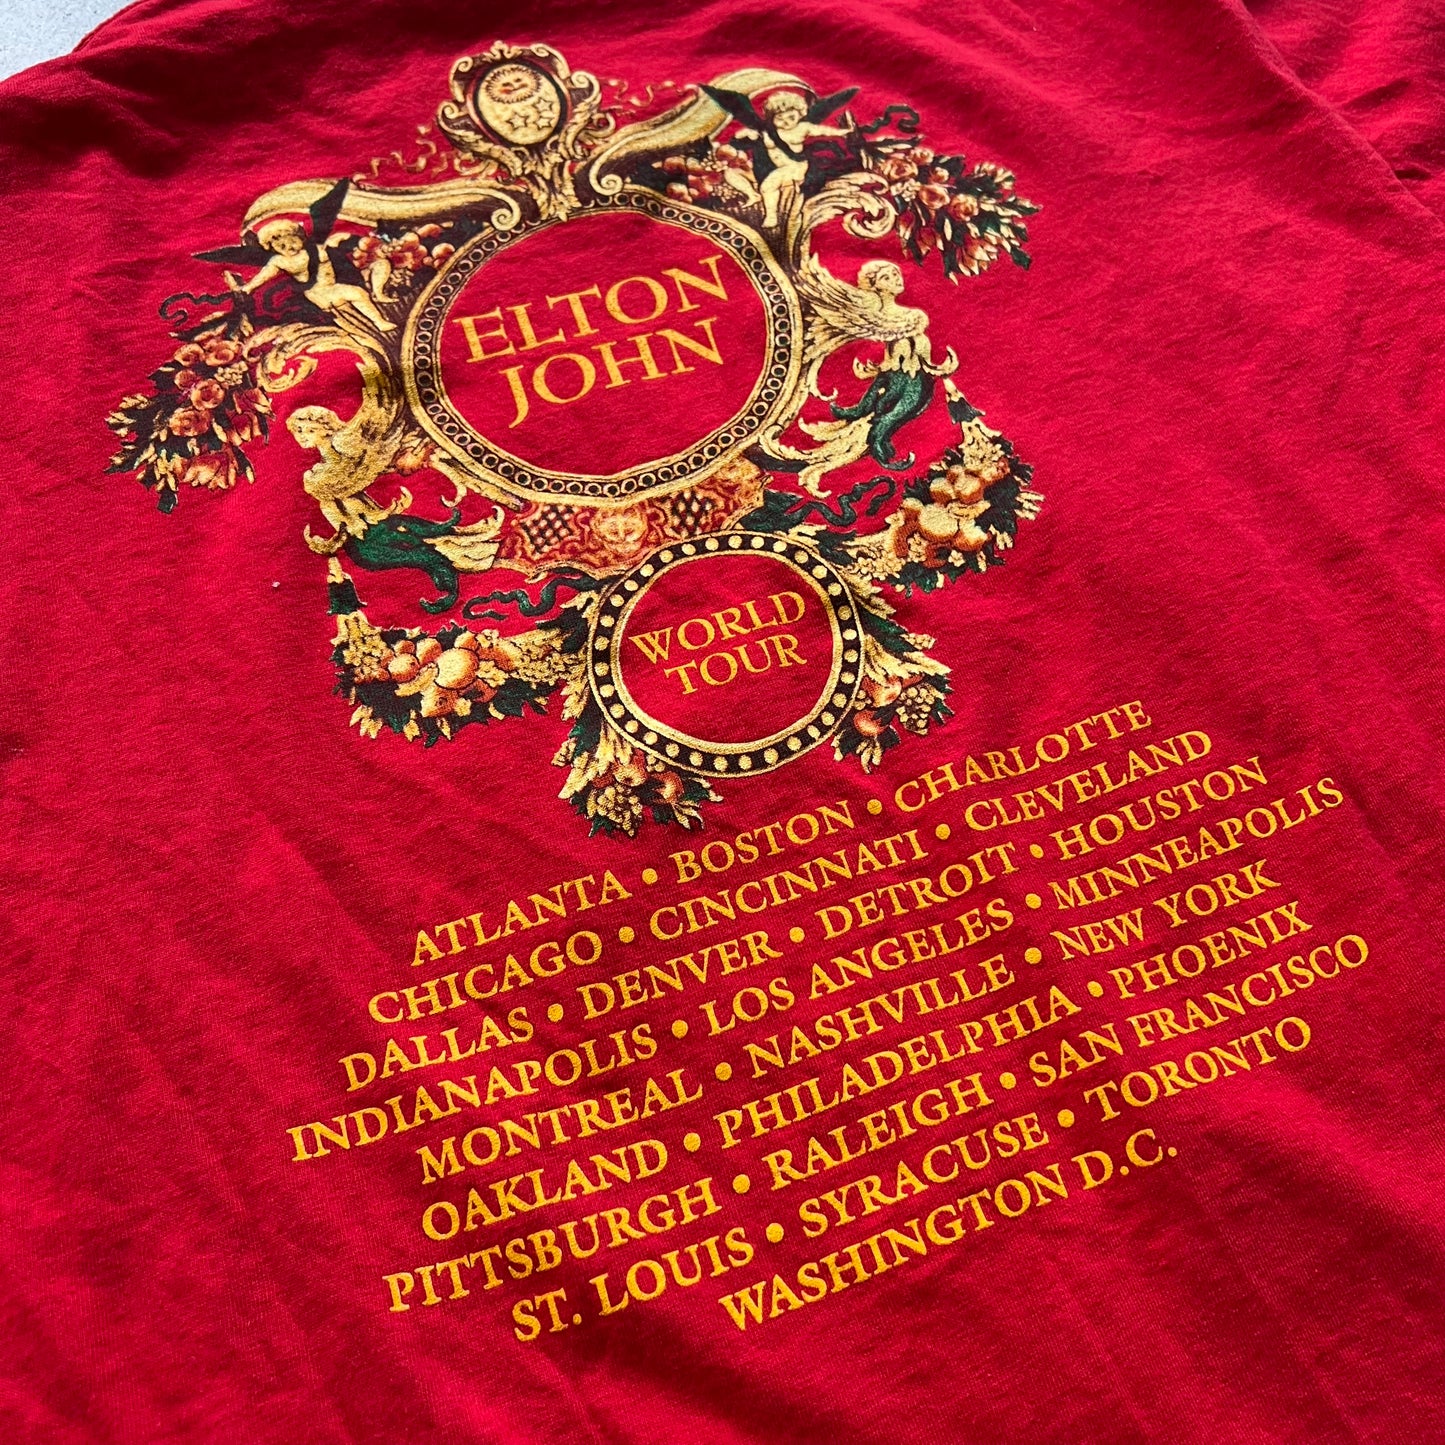 ELTON
JOHN
WORLD
TOUR
ATLANTA • BOSTON • CHARLOTTE
CHICAGO • CINCINNATI • CLEVELAND
DALLAS • DENVER • DETROIT • HOUSTON
INDIANAPOLIS • LOS ANGELES • MINNEAPOLIS
MONTREAL • NASHVILLE • NEW YORK
OAKLAND • PHILADELPHIA • PHOENIX
PITTSBURGH • RALEIGH • SAN FRANCISCO
ST. LOUIS • SYRACUSE • TORONTO
WASHINGTON D.C.